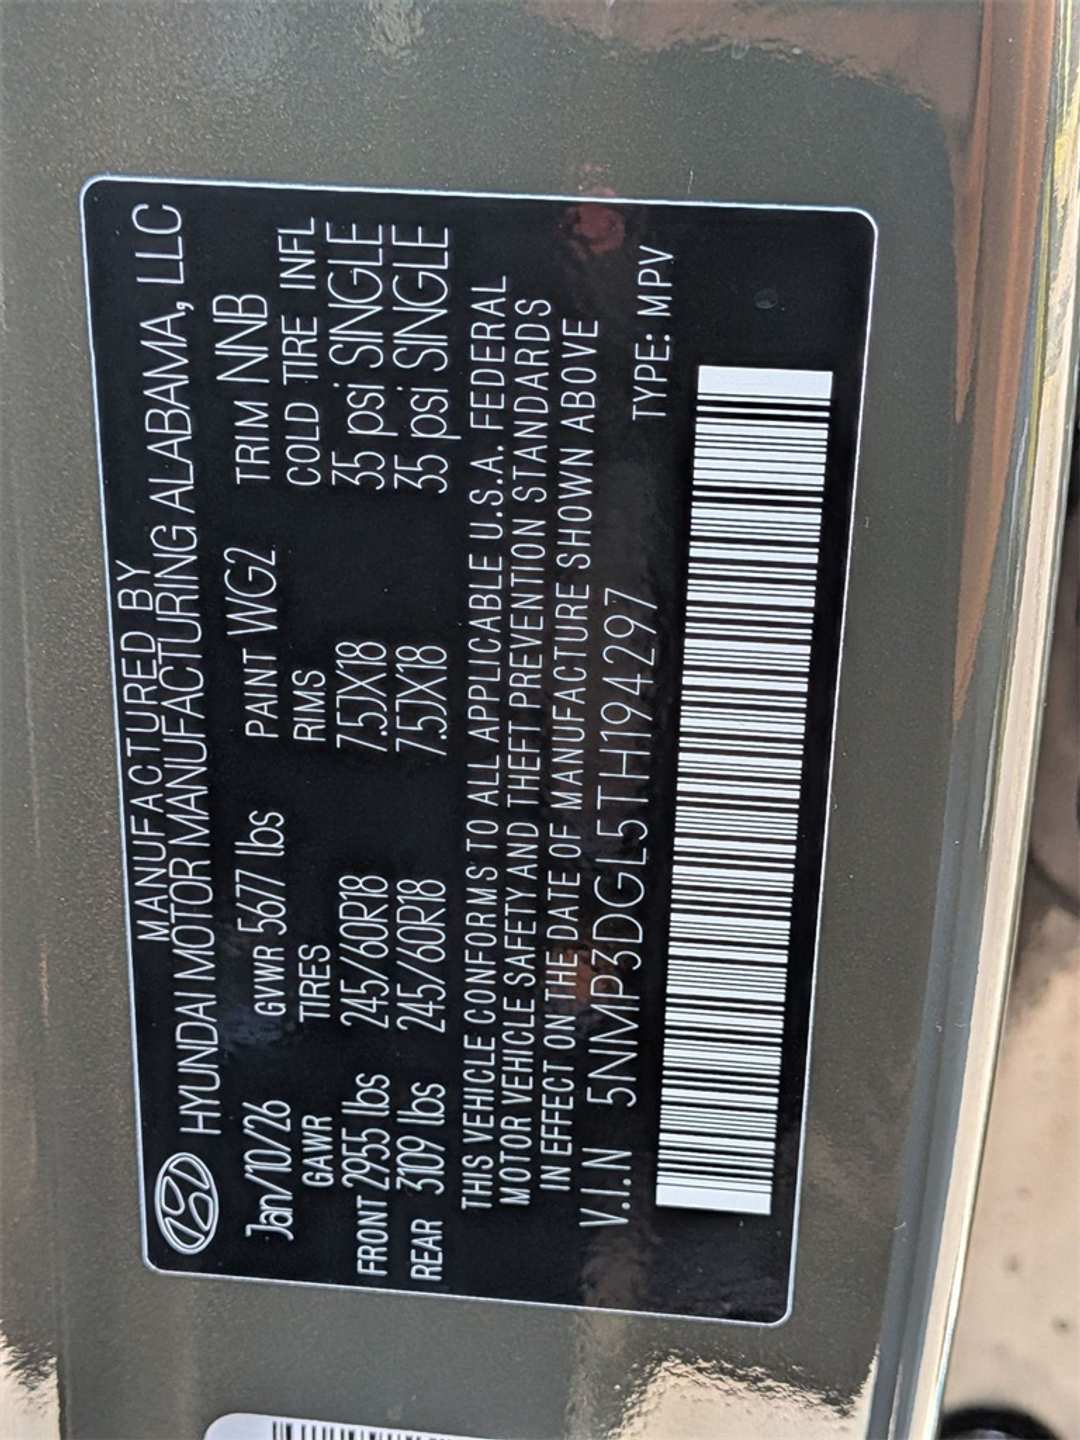 MANUFACTURED BY
HYUNDAI MOTOR MANUFACTURING ALABAMA, LLC
Jan/10/26 GVWR 5677 lbs PAINT WG2 TRIM NNB
GAWR TIRES RIMS COLD TIRE INFL
FRONT 2955 lbs 245/60R18 7.5JX18 35 psi SINGLE
REAR 3109 lbs 245/60R18 7.5JX18 35 psi SINGLE
THIS VEHICLE CONFORMS TO ALL APPLICABLE U.S.A. FEDERAL
MOTOR VEHICLE SAFETY AND THEFT PREVENTION STANDARDS
IN EFFECT ON THE DATE OF MANUFACTURE SHOWN ABOVE
V.I.N 5NMP3DGL5TH194297 TYPE: MPV